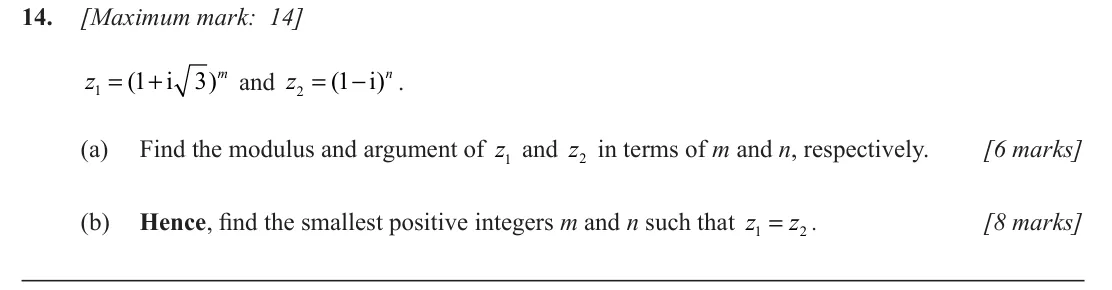 14. [Maximum mark: 14]
z₁ = (1+i√3)ᵐ and z₂ = (1−i)ⁿ.
(a) Find the modulus and argument of z₁ and z₂ in terms of m and n, respectively. [6 marks]
(b) Hence, find the smallest positive integers m and n such that z₁ = z₂. [8 marks]